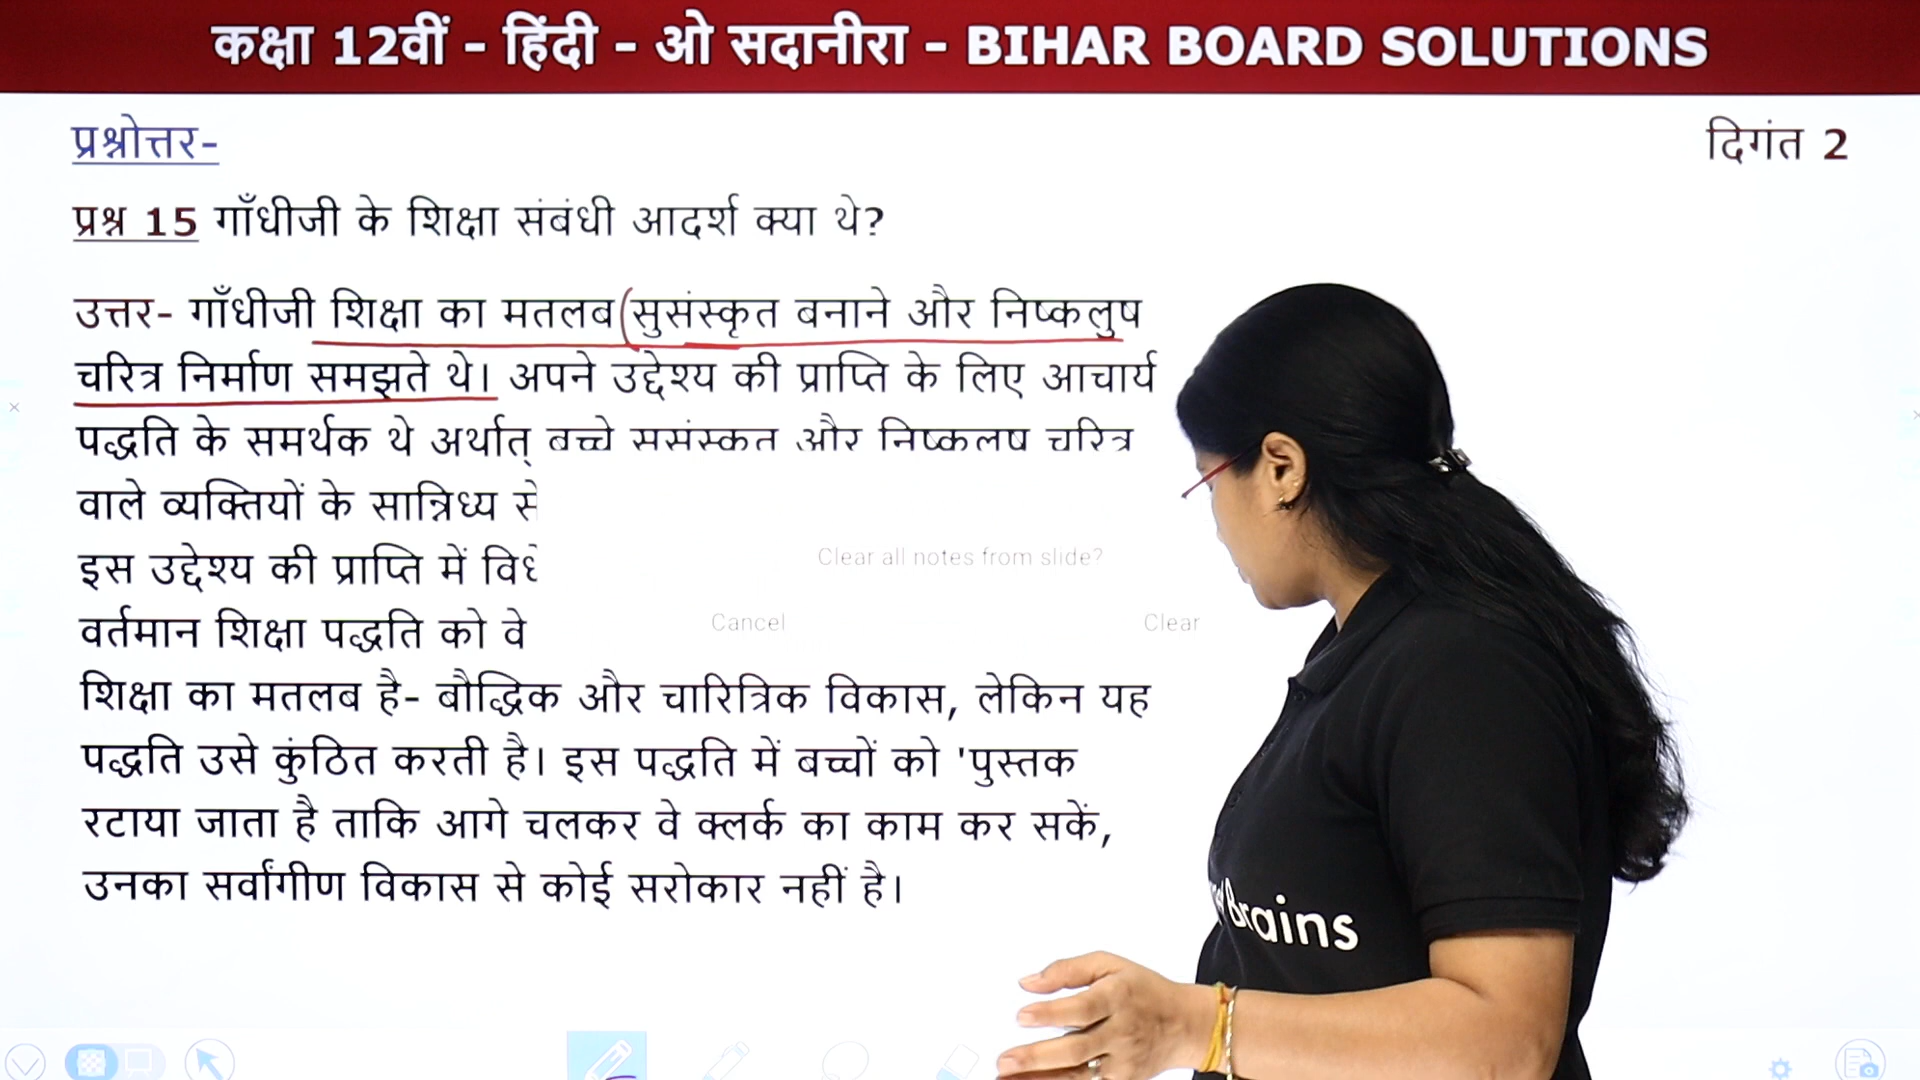 कक्षा 12वीं - हिंदी - ओ सदानीरा - BIHAR BOARD SOLUTIONS
प्रश्नोत्तर-
दिगंत 2
प्रश्न 15 गाँधीजी के शिक्षा संबंधी आदर्श क्या थे?
उत्तर- गाँधीजी शिक्षा का मतलब (सुसंस्कृत बनाने और निष्कलुष
चरित्र निर्माण समझते थे। अपने उद्देश्य की प्राप्ति के लिए आचार्य
पद्धति के समर्थक थे अर्थात् बच्चे सुसंस्कृत और निष्कलुष चरित्र
वाले व्यक्तियों के सान्निध्य से
इस उद्देश्य की प्राप्ति में
Clear all notes from slide?
वर्तमान शिक्षा पद्धति को वे
Cancel Clear
शिक्षा का मतलब है- बौद्धिक और चारित्रिक विकास, लेकिन यह
पद्धति उसे कुंठित करती है। इस पद्धति में बच्चों को 'पुस्तक
रटाया जाता है ताकि आगे चलकर वे क्लर्क का काम कर सकें,
उनका सर्वांगीण विकास से कोई सरोकार नहीं है।
Brains